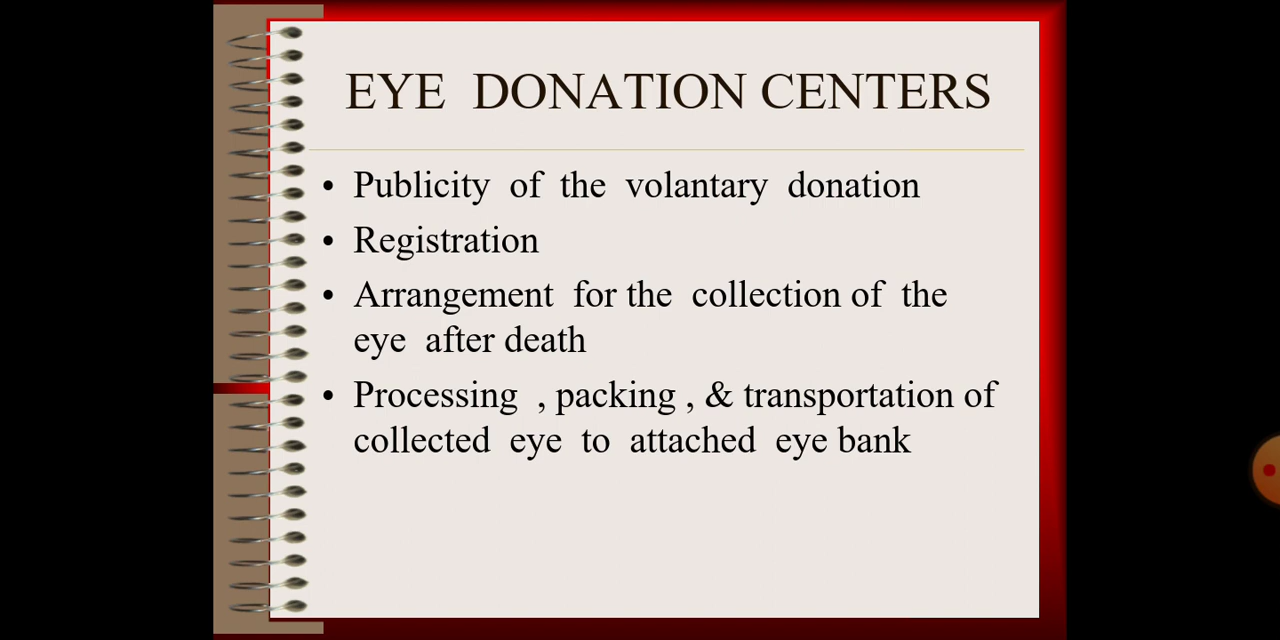 EYE DONATION CENTERS
• Publicity of the volantary donation
• Registration
• Arrangement for the collection of the
eye after death
• Processing , packing , & transportation of
collected eye to attached eye bank